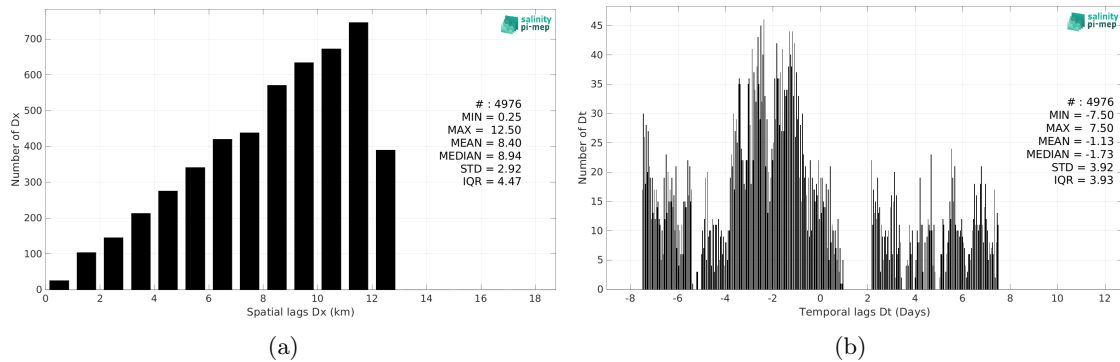 salinity
pi-mep
700
600
500
400
300
200
100
0
Number of Dx
# : 4976
MIN = 0.25
MAX = 12.50
MEAN = 8.40
MEDIAN = 8.94
STD = 2.92
IQR = 4.47
0 2 4 6 8 10 12 14 16 18
Spatial lags Dx (km)
(a)
salinity
pi-mep
45
40
35
30
25
20
15
10
5
0
Number of Dt
# : 4976
MIN = -7.50
MAX = 7.50
MEAN = -1.13
MEDIAN = -1.73
STD = 3.92
IQR = 3.93
-8 -6 -4 -2 0 2 4 6 8 10 12
Temporal lags Dt (Days)
(b)